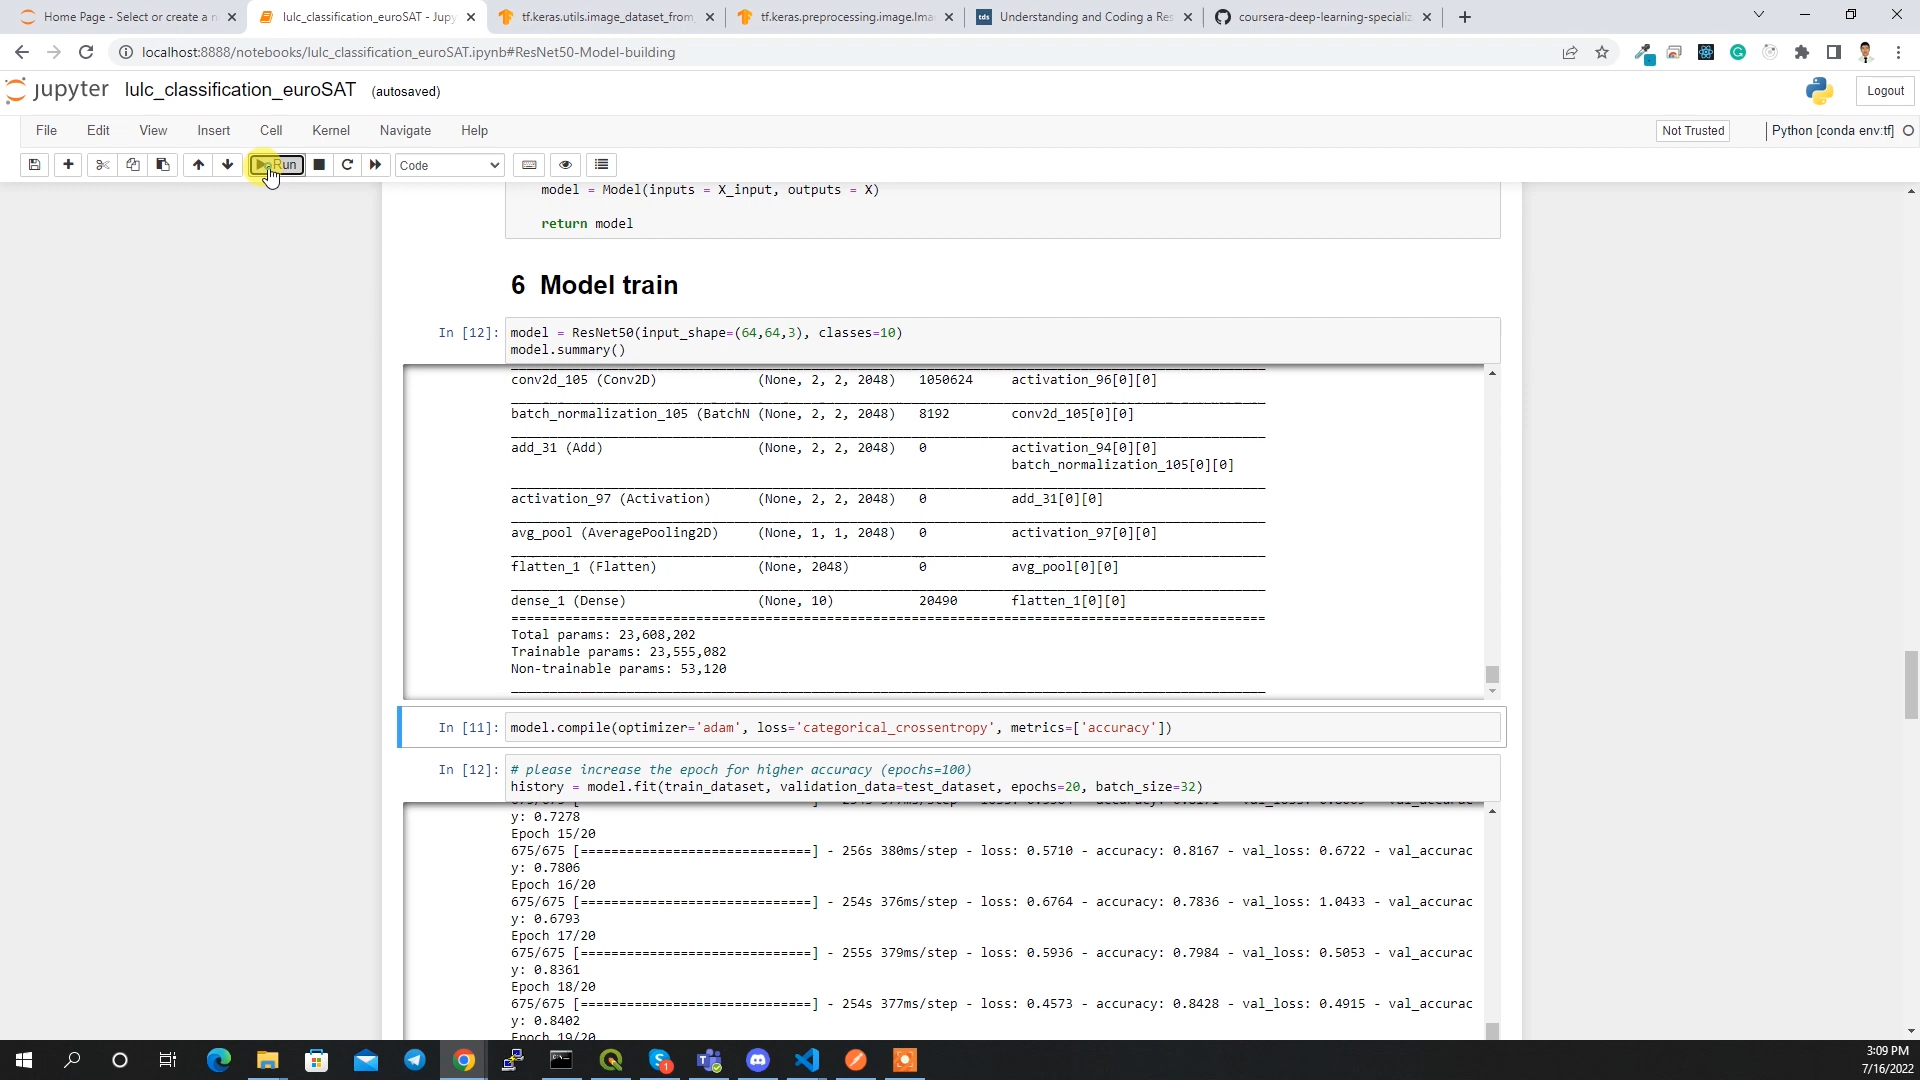 Home Page - Select or create a n
lulc_classification_euroSAT - Jupy
tf.keras.utils.image_dataset_from_
tf.keras.preprocessing.image.Ima
tds
Understanding and Coding a Res
coursera-deep-learning-specializ
localhost:8888/notebooks/lulc_classification_euroSAT.ipynb#ResNet50-Model-building
jupyter lulc_classification_euroSAT (autosaved)
Logout
File Edit View Insert Cell Kernel Navigate Help
Not Trusted
Python [conda env:tf]
Run
Code
model = Model(inputs = X_input, outputs = X)
return model
6 Model train
In [12]: model = ResNet50(input_shape=(64,64,3), classes=10)
model.summary()
conv2d_105 (Conv2D) (None, 2, 2, 2048) 1050624 activation_96[0][0]
batch_normalization_105 (BatchN (None, 2, 2, 2048) 8192 conv2d_105[0][0]
add_31 (Add) (None, 2, 2, 2048) 0 activation_94[0][0]
batch_normalization_105[0][0]
activation_97 (Activation) (None, 2, 2, 2048) 0 add_31[0][0]
avg_pool (AveragePooling2D) (None, 1, 1, 2048) 0 activation_97[0][0]
flatten_1 (Flatten) (None, 2048) 0 avg_pool[0][0]
dense_1 (Dense) (None, 10) 20490 flatten_1[0][0]
Total params: 23,608,202
Trainable params: 23,555,082
Non-trainable params: 53,120
In [11]: model.compile(optimizer='adam', loss='categorical_crossentropy', metrics=['accuracy'])
In [12]: # please increase the epoch for higher accuracy (epochs=100)
history = model.fit(train_dataset, validation_data=test_dataset, epochs=20, batch_size=32)
y: 0.7278
Epoch 15/20
675/675 [==============================] - 256s 380ms/step - loss: 0.5710 - accuracy: 0.8167 - val_loss: 0.6722 - val_accurac
y: 0.7806
Epoch 16/20
675/675 [==============================] - 254s 376ms/step - loss: 0.6764 - accuracy: 0.7836 - val_loss: 1.0433 - val_accurac
y: 0.6793
Epoch 17/20
675/675 [==============================] - 255s 379ms/step - loss: 0.5936 - accuracy: 0.7984 - val_loss: 0.5053 - val_accurac
y: 0.8361
Epoch 18/20
675/675 [==============================] - 254s 377ms/step - loss: 0.4573 - accuracy: 0.8428 - val_loss: 0.4915 - val_accurac
y: 0.8402
Epoch 19/20
3:09 PM
7/16/2022